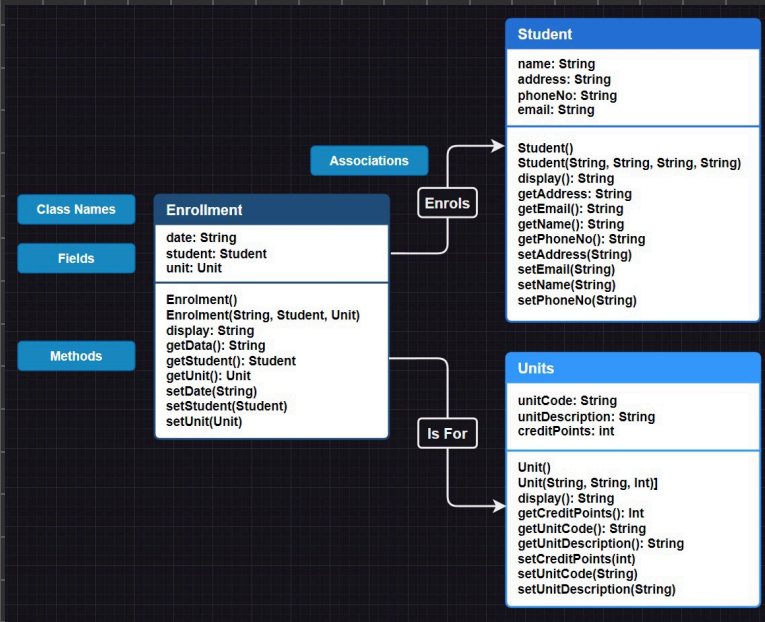 Student
name: String
address: String
phoneNo: String
email: String
Student()
Student(String, String, String, String)
display(): String
getAddress: String
getEmail(): String
getName(): String
getPhoneNo(): String
setAddress(String)
setEmail(String)
setName(String)
setPhoneNo(String)
Associations
Enrols
Class Names
Fields
Methods
Enrollment
date: String
student: Student
unit: Unit
Enrolment()
Enrolment(String, Student, Unit)
display: String
getData(): String
getStudent(): Student
getUnit(): Unit
setDate(String)
setStudent(Student)
setUnit(Unit)
Is For
Units
unitCode: String
unitDescription: String
creditPoints: int
Unit()
Unit(String, String, Int)]
display(): String
getCreditPoints(): Int
getUnitCode(): String
getUnitDescription(): String
setCreditPoints(int)
setUnitCode(String)
setUnitDescription(String)